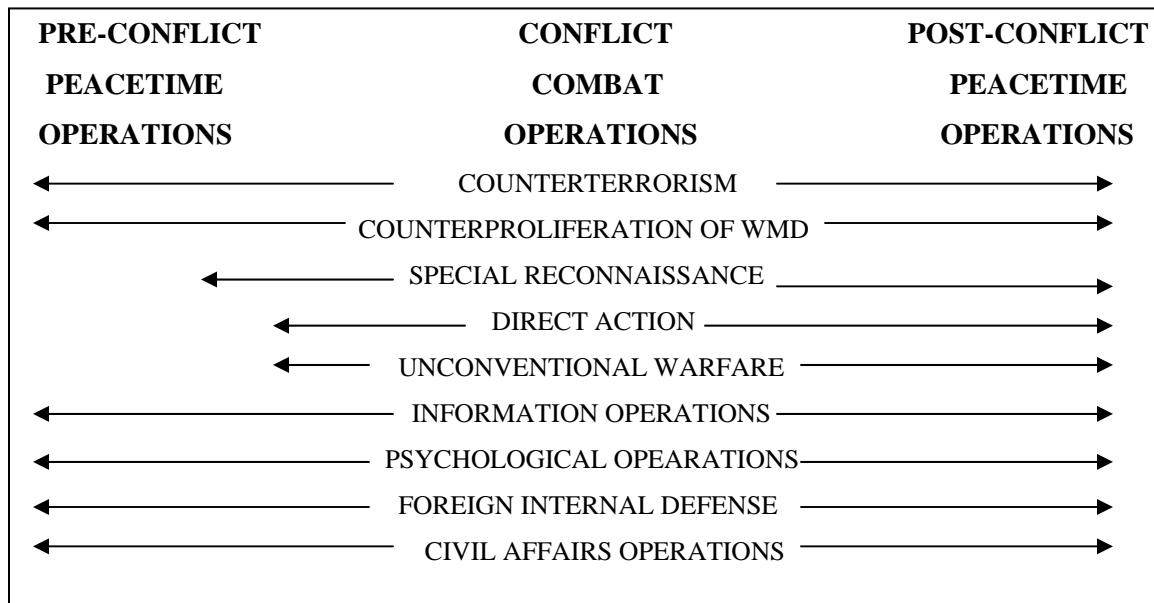 PRE-CONFLICT CONFLICT POST-CONFLICT
PEACETIME COMBAT PEACETIME
OPERATIONS OPERATIONS OPERATIONS
COUNTERTERRORISM
COUNTERPROLIFERATION OF WMD
SPECIAL RECONNAISSANCE
DIRECT ACTION
UNCONVENTIONAL WARFARE
INFORMATION OPERATIONS
PSYCHOLOGICAL OPEARATIONS
FOREIGN INTERNAL DEFENSE
CIVIL AFFAIRS OPERATIONS